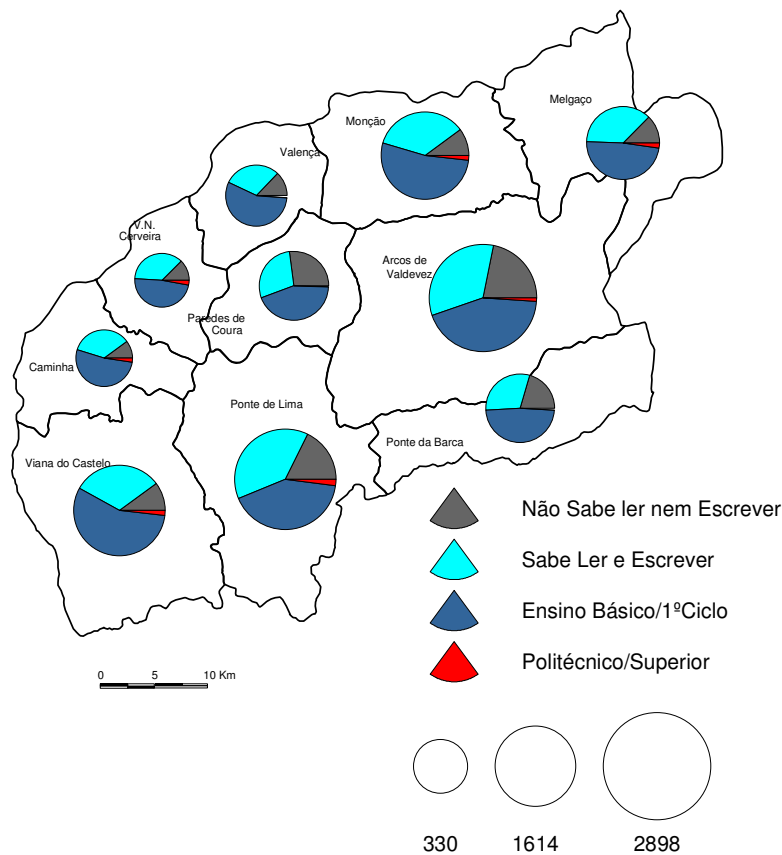 Melgaço
Monção
Valença
V.N.
Cerveira
Arcos de
Valdevez
Paredes de
Coura
Caminha
Ponte de Lima
Ponte da Barca
Viana do Castelo
Não Sabe ler nem Escrever
Sabe Ler e Escrever
Ensino Básico/1ºCiclo
Politécnico/Superior
0 5 10 Km
330 1614 2898